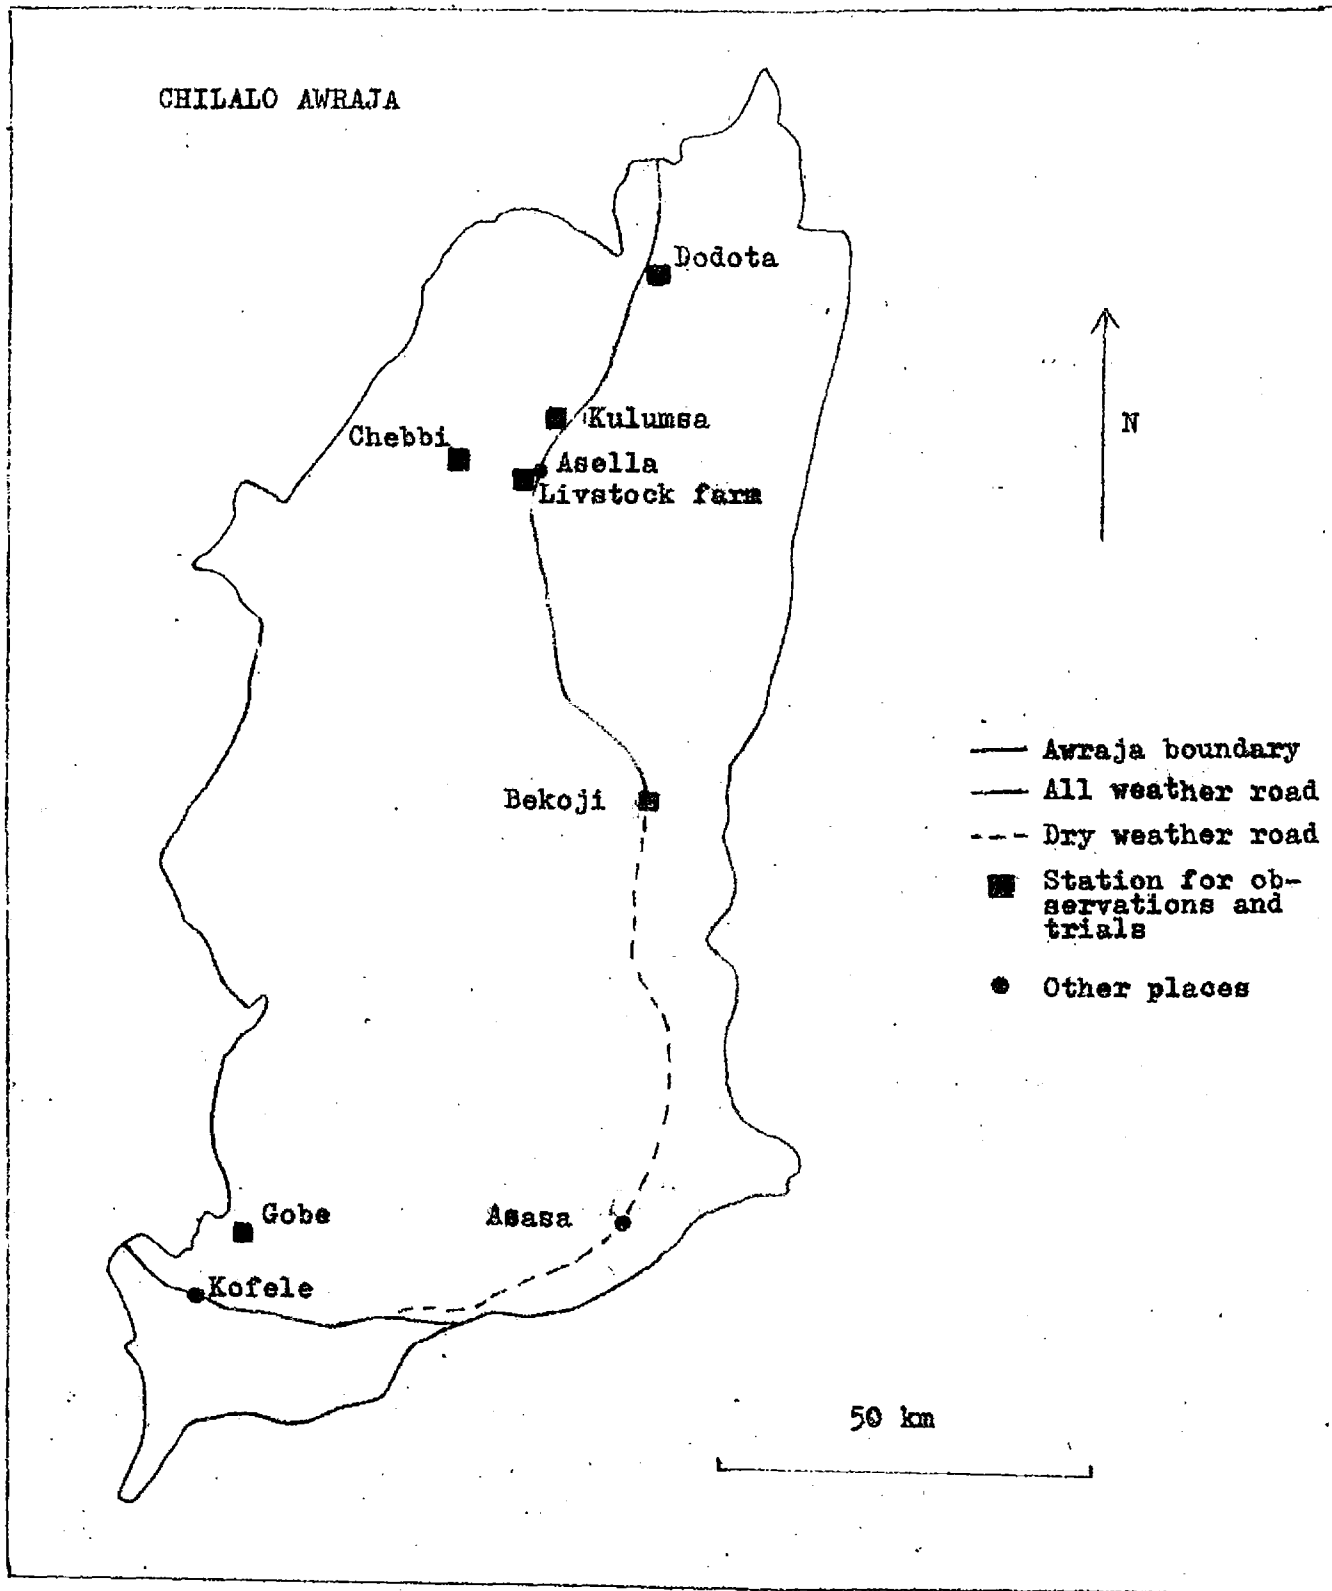 CHILALO AWRAJA
Dodota
Kulumsa
Chebbi
Asella
Livstock farm
N
Bekoji
Awraja boundary
All weather road
Dry weather road
Station for ob-
servations and
trials
Other places
Gobe
Asasa
Kofele
50 km